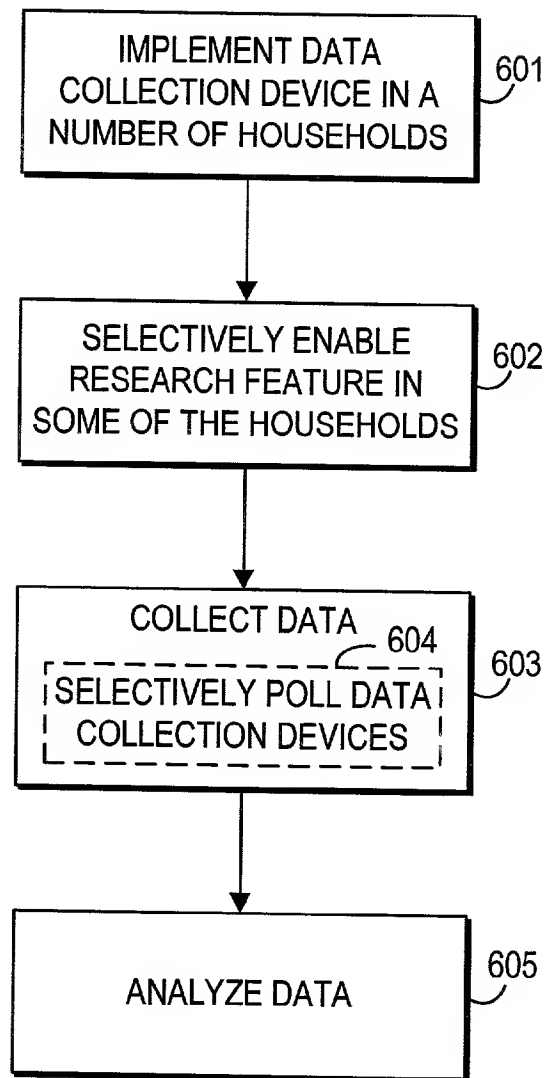 IMPLEMENT DATA
COLLECTION DEVICE IN A
NUMBER OF HOUSEHOLDS
601
SELECTIVELY ENABLE
RESEARCH FEATURE IN
SOME OF THE HOUSEHOLDS
602
COLLECT DATA
604
SELECTIVELY POLL DATA
COLLECTION DEVICES
603
ANALYZE DATA
605